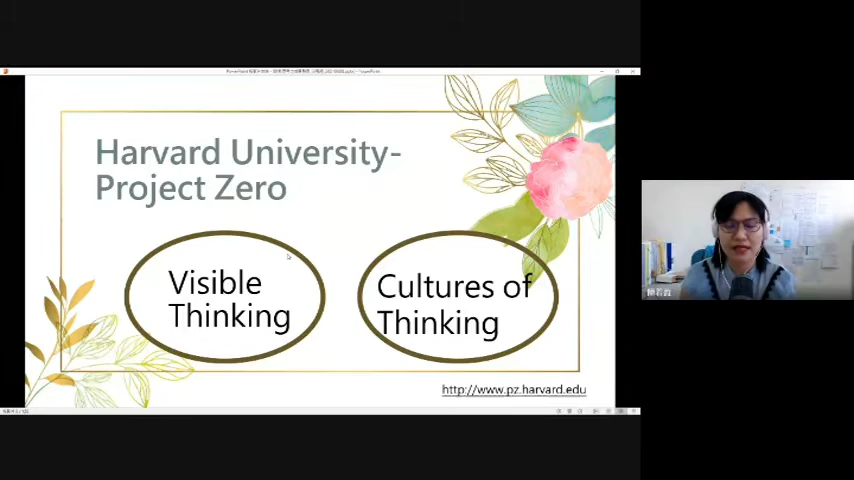 Harvard University-
Project Zero
Visible
Thinking
Cultures of
Thinking
http://www.pz.harvard.edu